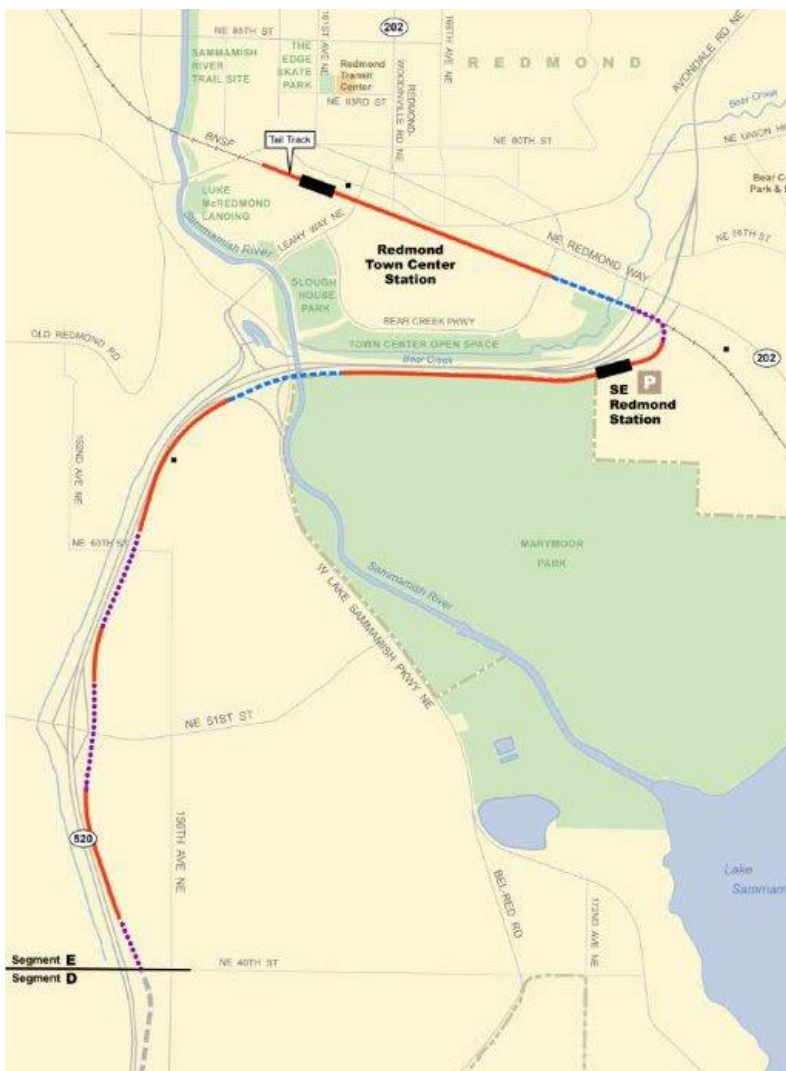 202
NE 85TH ST
161ST AVE NE
166TH AVE NE
AVONDALE RD NE
SAMMAMISH
RIVER
TRAIL SITE
THE
EDGE
SKATE
PARK
Redmond
Transit
Center
REDMOND-
WOODINVILLE RD NE
REDMOND
NE 83RD ST
Bear Creek
BNSF
Tail Track
NE 80TH ST
NE UNION HI
Bear C
Park & 
LUKE
McREDMOND
LANDING
LEARY WAY NE
Sammamish River
Redmond
Town Center
Station
NE REDMOND WAY
NE 76TH ST
SLOUGH
HOUSE
PARK
BEAR CREEK PKWY
OLD REDMOND RD
TOWN CENTER OPEN SPACE
Bear Creek
202
P
SE
Redmond
Station
NE 60TH ST
MARYMOOR
PARK
Sammamish River
W LAKE SAMMAMISH PKWY NE
NE 51ST ST
520
156TH AVE NE
BEL-RED RD
172ND AVE NE
Lake
Sammam
Segment E
Segment D
NE 40TH ST